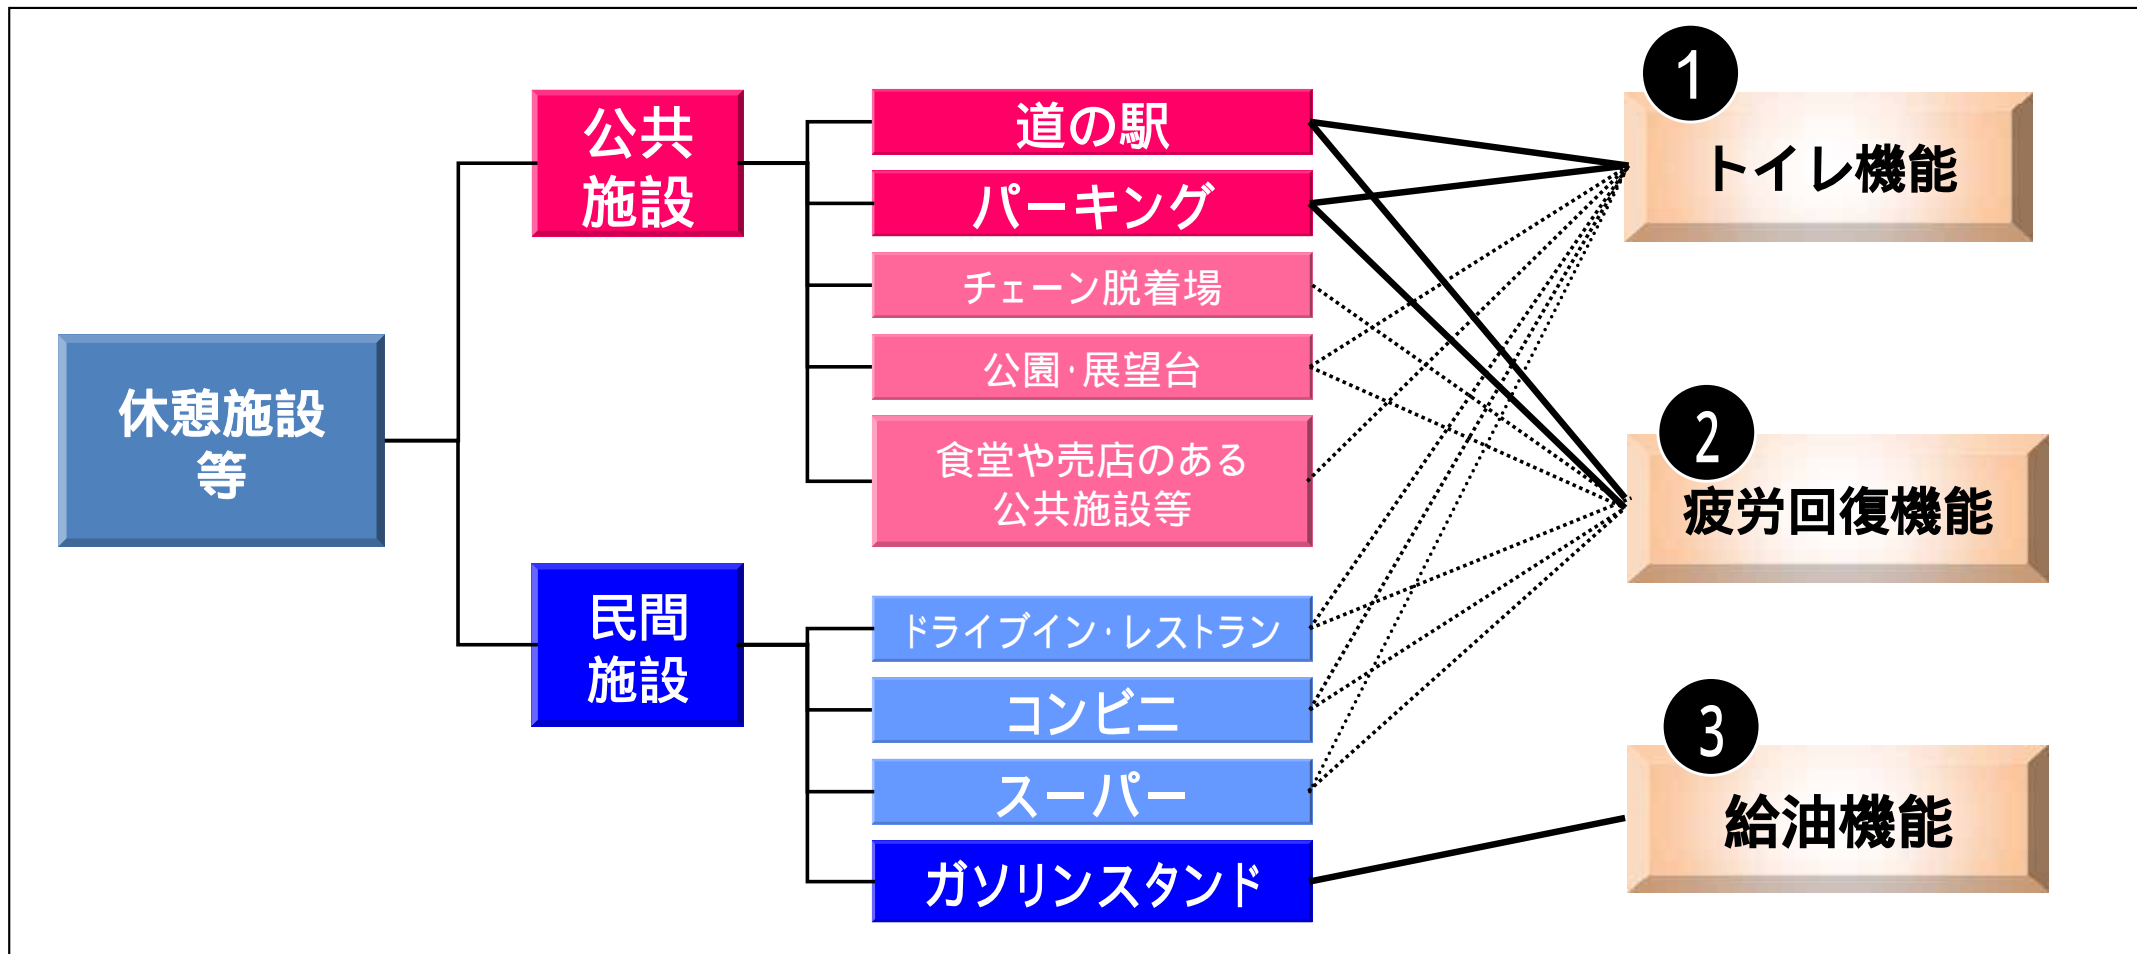 休憩施設
等
公共
施設
民間
施設
道の駅
パーキング
チェーン脱着場
公園・展望台
食堂や売店のある
公共施設等
ドライブイン・レストラン
コンビニ
スーパー
ガソリンスタンド
1
トイレ機能
2
疲労回復機能
3
給油機能